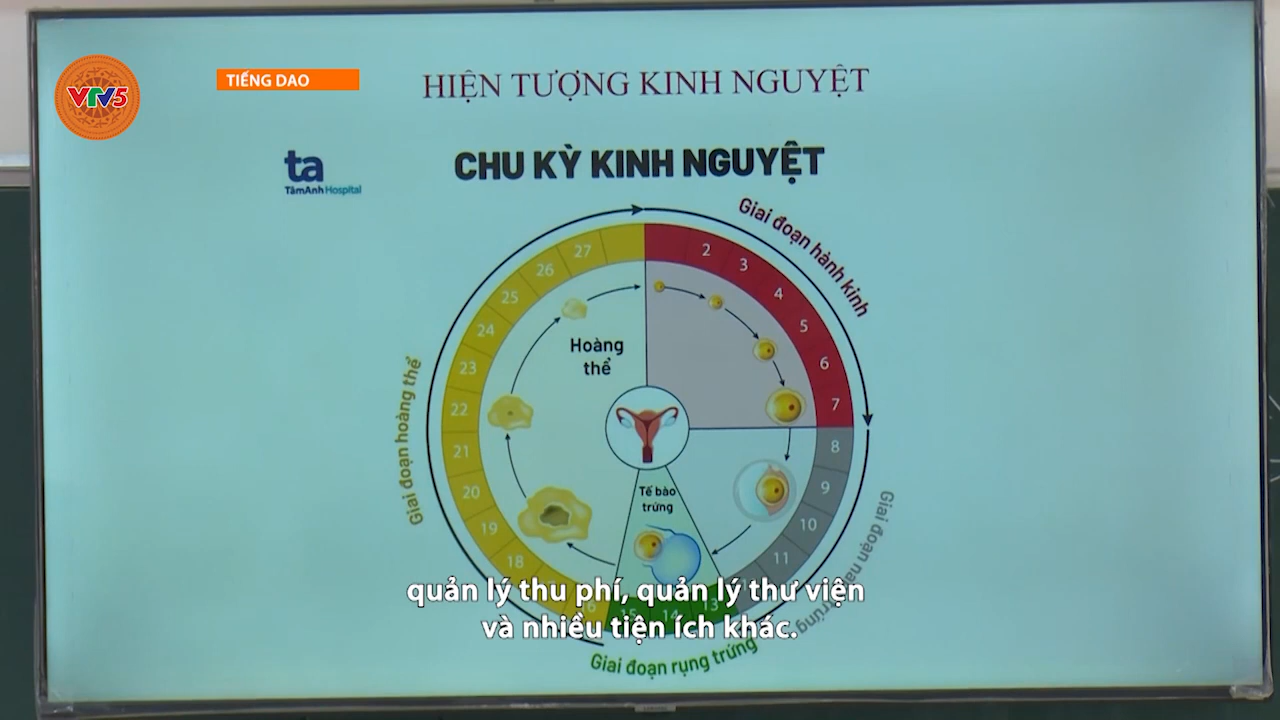 VTV5
TIẾNG DAO
HIỆN TƯỢNG KINH NGUYỆT
ta
TâmAnh Hospital
CHU KỲ KINH NGUYỆT
Giai đoạn hành kinh
2
3
4
5
6
7
8
9
10
11
13
14
15
18
19
20
21
22
23
24
25
26
27
Hoàng
thể
Tế bào
trứng
Giai đoạn hoàng thể
Giai đoạn
trứng
Giai đoạn rụng trứng
quản lý thu phí, quản lý thư viện
và nhiều tiện ích khác.